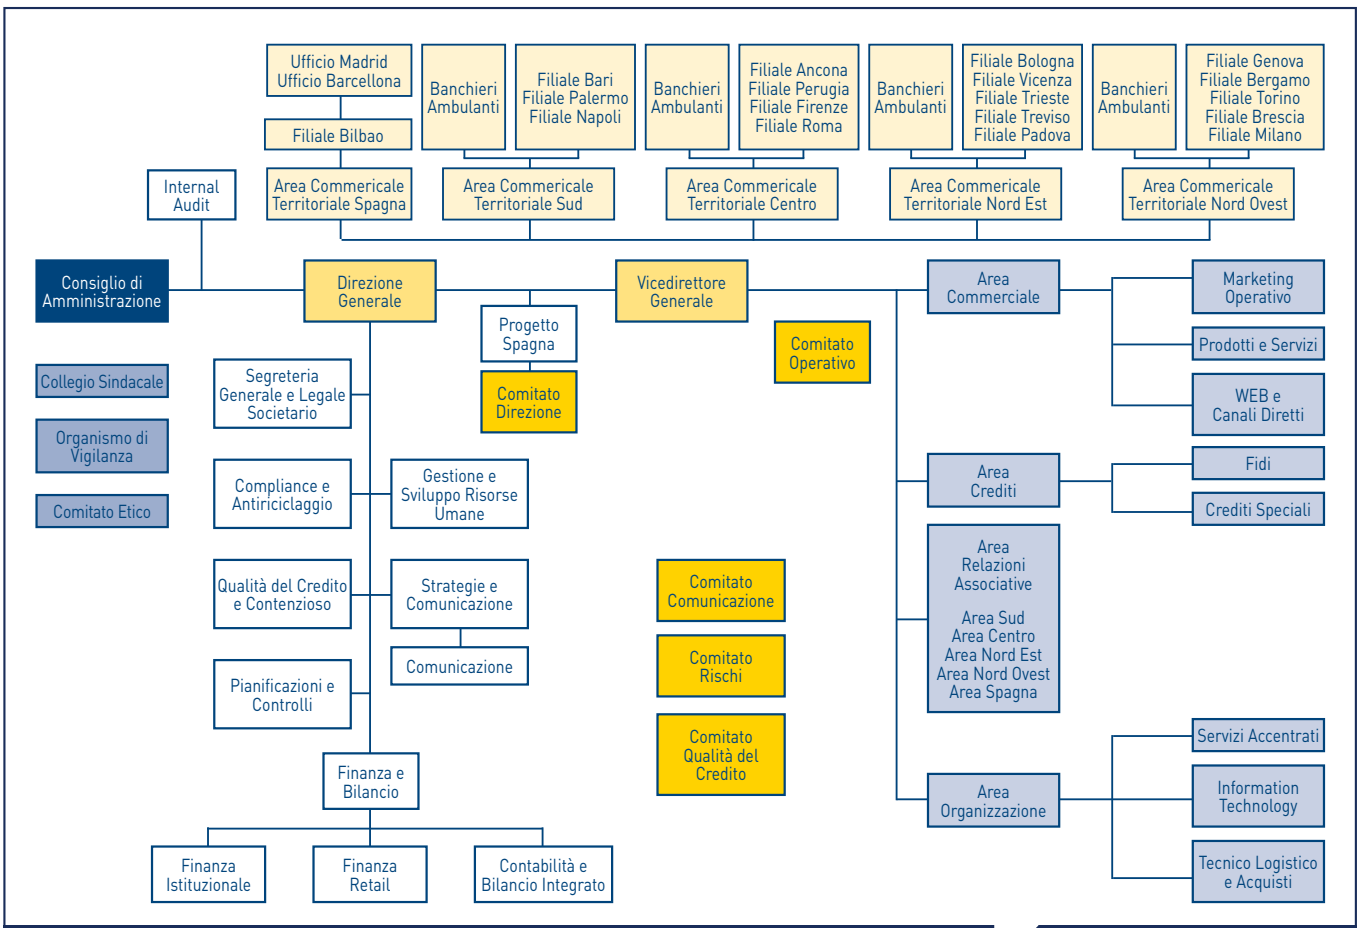 Ufficio Madrid
Ufficio Barcellona
Filiale Bilbao
Banchieri
Ambulanti
Filiale Bari
Filiale Palermo
Filiale Napoli
Banchieri
Ambulanti
Filiale Ancona
Filiale Perugia
Filiale Firenze
Filiale Roma
Banchieri
Ambulanti
Filiale Bologna
Filiale Vicenza
Filiale Trieste
Filiale Treviso
Filiale Padova
Banchieri
Ambulanti
Filiale Genova
Filiale Bergamo
Filiale Torino
Filiale Brescia
Filiale Milano
Internal
Audit
Area Commericale
Territoriale Spagna
Area Commericale
Territoriale Sud
Area Commericale
Territoriale Centro
Area Commericale
Territoriale Nord Est
Area Commericale
Territoriale Nord Ovest
Consiglio di
Amministrazione
Direzione
Generale
Vicedirettore
Generale
Area
Commerciale
Marketing
Operativo
Progetto
Spagna
Comitato
Operativo
Prodotti e Servizi
Collegio Sindacale
Segreteria
Generale e Legale
Societario
Comitato
Direzione
WEB e
Canali Diretti
Organismo di
Vigilanza
Comitato Etico
Compliance e
Antiriciclaggio
Gestione e
Sviluppo Risorse
Umane
Area
Crediti
Fidi
Crediti Speciali
Qualità del Credito
e Contenzioso
Strategie e
Comunicazione
Comunicazione
Comitato
Comunicazione
Area
Relazioni
Associative
Area Sud
Area Centro
Area Nord Est
Area Nord Ovest
Area Spagna
Comitato
Rischi
Pianificazioni e
Controlli
Comitato
Qualità del
Credito
Servizi Accentrati
Finanza e
Bilancio
Area
Organizzazione
Information
Technology
Finanza
Istituzionale
Finanza
Retail
Contabilità e
Bilancio Integrato
Tecnico Logistico
e Acquisti